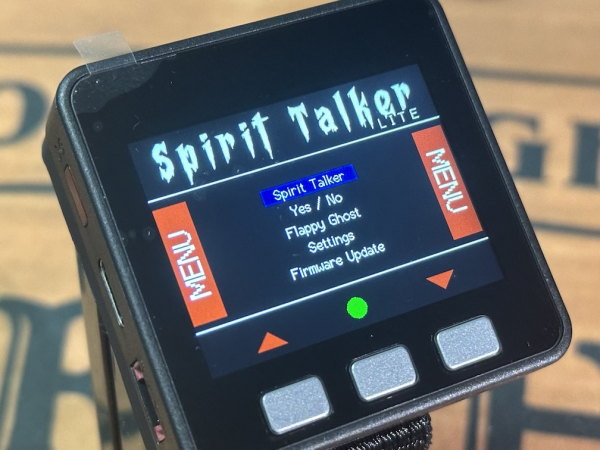 Spirit Talker
LITE
MENU
Spirit Talker
Yes / No
Flappy Ghost
Settings
Firmware Update
MENU